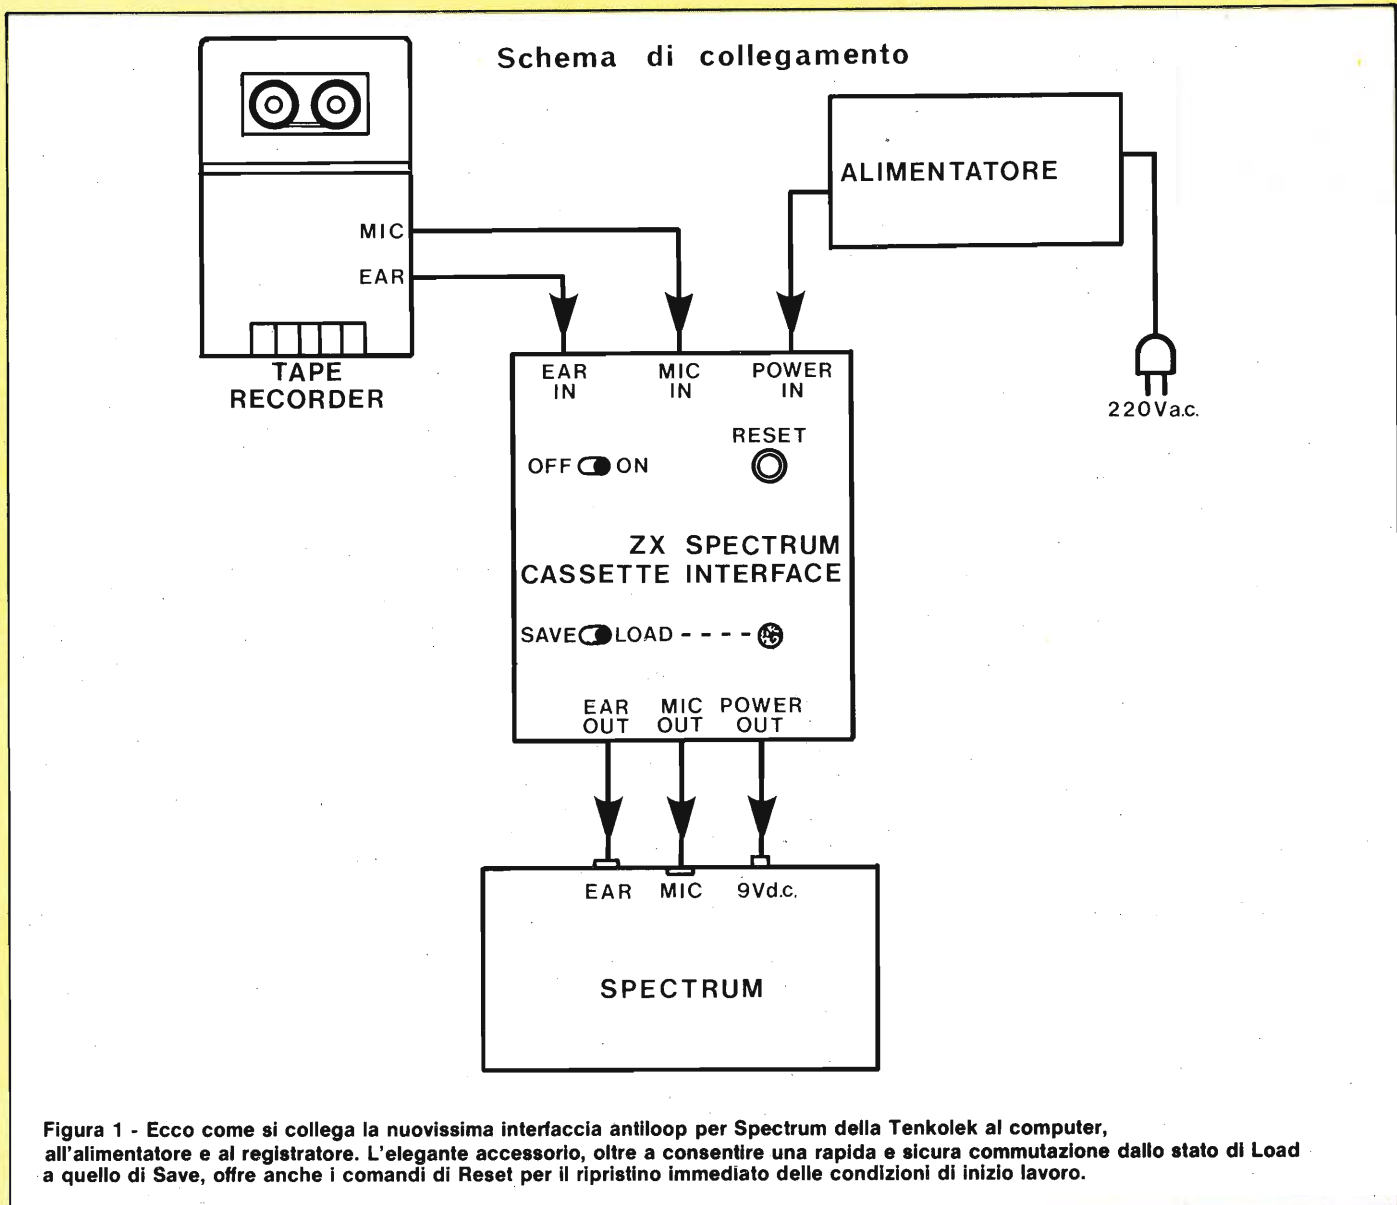 Schema di collegamento
ALIMENTATORE
MIC
EAR
TAPE
RECORDER
220Va.c.
EAR
IN
MIC
IN
POWER
IN
RESET
OFF ON
ZX SPECTRUM
CASSETTE INTERFACE
SAVE LOAD ----
EAR
OUT
MIC
OUT
POWER
OUT
EAR MIC 9Vd.c.
SPECTRUM
Figura 1 - Ecco come si collega la nuovissima interfaccia antiloop per Spectrum della Tenkolek al computer,
all'alimentatore e al registratore. L'elegante accessorio, oltre a consentire una rapida e sicura commutazione dallo stato di Load
a quello di Save, offre anche i comandi di Reset per il ripristino immediato delle condizioni di inizio lavoro.